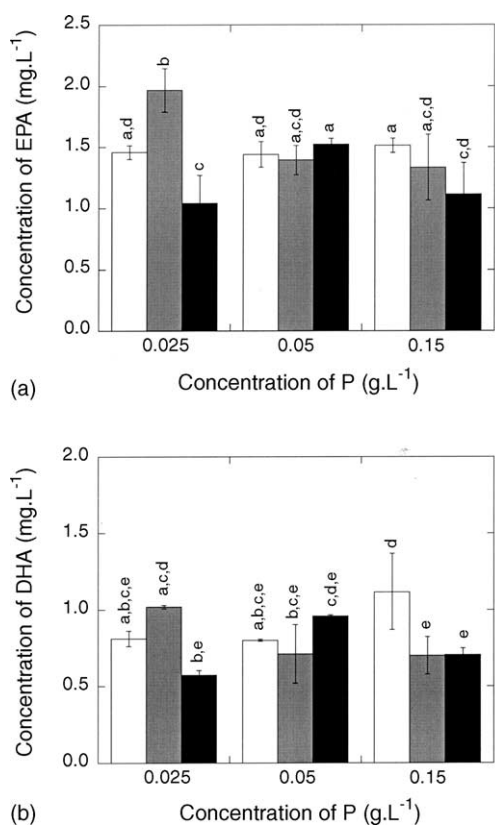 Concentration of EPA (mg.L-1)
2.5
2.0
1.5
1.0
0.5
0.0
a,d
b
c
a,d
a,c,d
a
a
a,c,d
c,d
0.025
0.05
0.15
(a)
Concentration of P (g.L-1)
Concentration of DHA (mg.L-1)
2.0
1.5
1.0
0.5
0.0
a,b,c,e
a,c,d
b,e
a,b,c,e
b,c,e
c,d,e
d
e
e
0.025
0.05
0.15
(b)
Concentration of P (g.L-1)